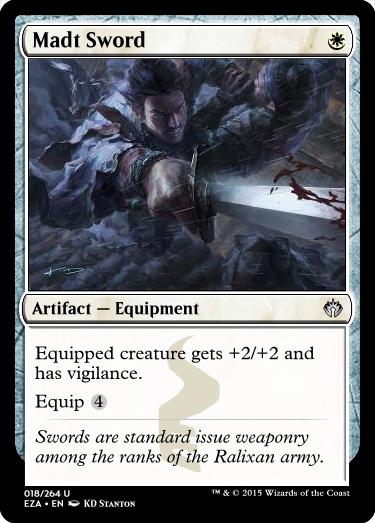 Madt Sword
Artifact — Equipment
Equipped creature gets +2/+2 and
has vigilance.
Equip 4
Swords are standard issue weaponry
among the ranks of the Ralixan army.
018/264 U
EZA • EN KD STANTON
™ & © 2015 Wizards of the Coast